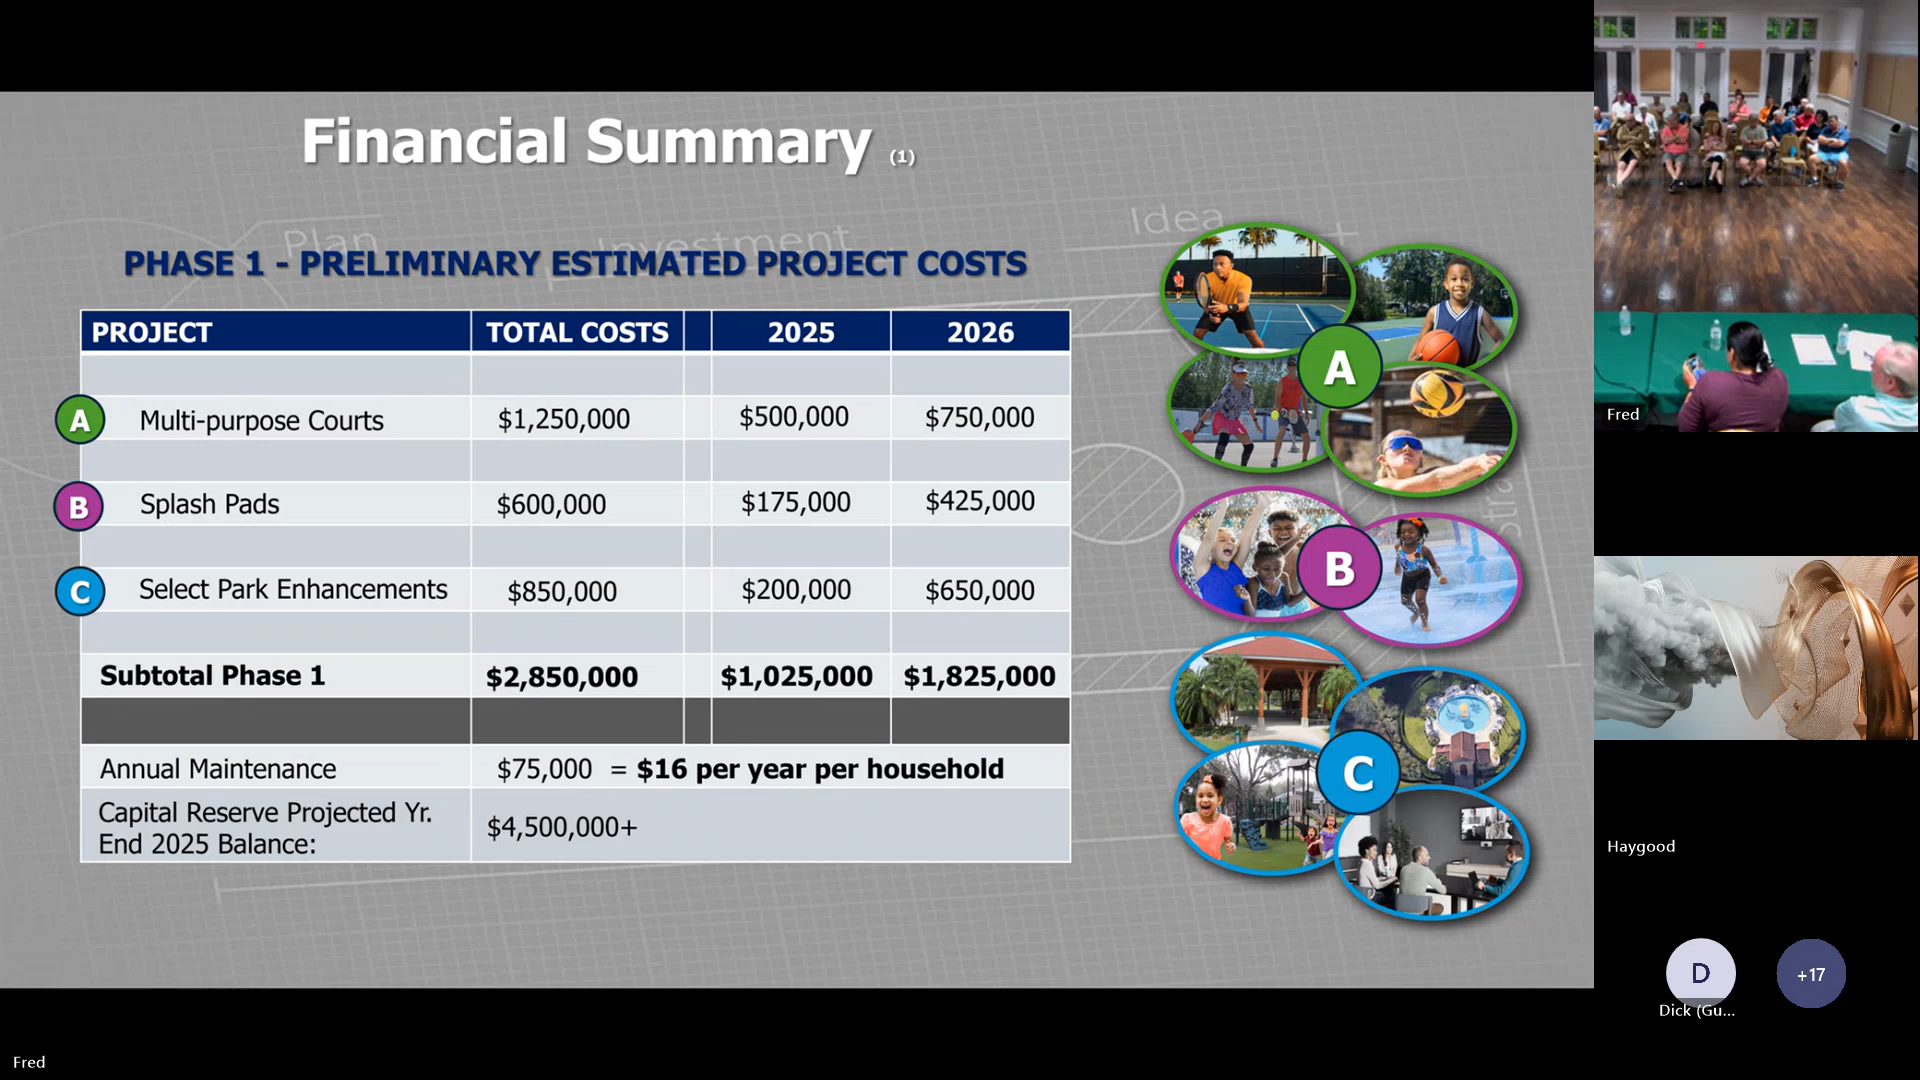 Financial Summary (1)
Plan
Investment
Idea
PHASE 1 - PRELIMINARY ESTIMATED PROJECT COSTS
PROJECT TOTAL COSTS 2025 2026
A Multi-purpose Courts $1,250,000 $500,000 $750,000
B Splash Pads $600,000 $175,000 $425,000
C Select Park Enhancements $850,000 $200,000 $650,000
Subtotal Phase 1 $2,850,000 $1,025,000 $1,825,000
Annual Maintenance $75,000 = $16 per year per household
Capital Reserve Projected Yr.
End 2025 Balance: $4,500,000+
A
B
C
Fred
Haygood
D
+17
Dick (Gu...
Fred